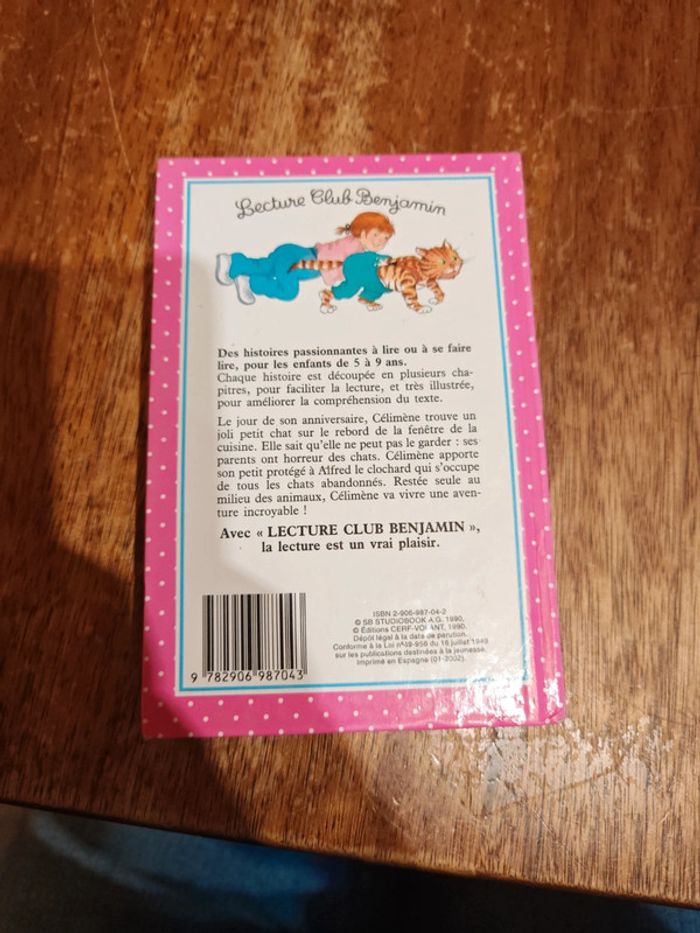 Lecture Club Benjamin
Des histoires passionnantes à lire ou à se faire
lire, pour les enfants de 5 à 9 ans.
Chaque histoire est découpée en plusieurs cha-
pitres, pour faciliter la lecture, et très illustrée,
pour améliorer la compréhension du texte.
Le jour de son anniversaire, Célimène trouve un
joli petit chat sur le rebord de la fenêtre de la
cuisine. Elle sait qu'elle ne peut pas le garder : ses
parents ont horreur des chats. Célimène apporte
son petit protégé à Alfred le clochard qui s'occupe
de tous les chats abandonnés. Restée seule au
milieu des animaux, Célimène va vivre une aven-
ture incroyable !
Avec « LECTURE CLUB BENJAMIN »,
la lecture est un vrai plaisir.
ISBN 2-906-987-04-2
© SB STUDIOBOOK A.G. 1990.
© Éditions CERF-VOLANT, 1990.
Dépôt légal à la date de parution.
Conforme à la Loi n°49-956 du 16 juillet 1949
sur les publications destinées à la jeunesse.
Imprimé en Espagne (01-2002).
9 782906 987043